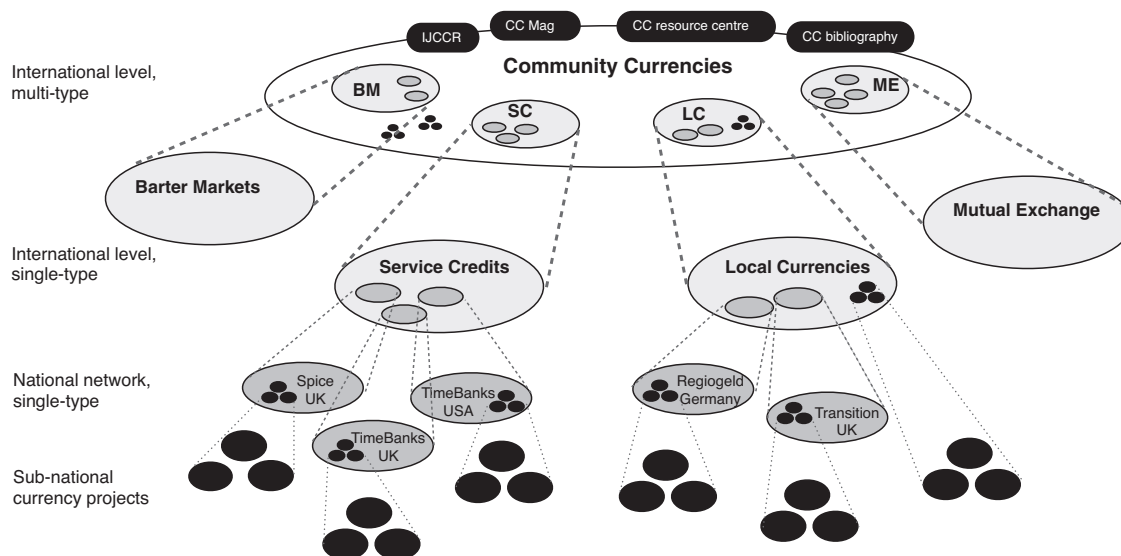 IJCCR
CC Mag
CC resource centre
CC bibliography
International level,
multi-type
Community Currencies
BM
SC
LC
ME
Barter Markets
Mutual Exchange
International level,
single-type
Service Credits
Local Currencies
National network,
single-type
Spice
UK
TimeBanks
USA
TimeBanks
UK
Regiogeld
Germany
Transition
UK
Sub-national
currency projects